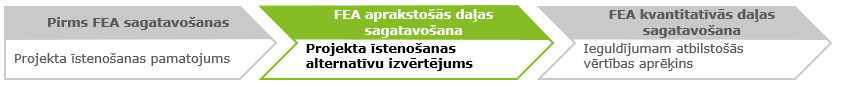 Pirms FEA sagatavošanas
Projekta īstenošanas pamatojums
FEA aprakstošās daļas
sagatavošana
Projekta īstenošanas
alternatīvu izvērtējums
FEA kvantitatīvās daļas
sagatavošana
Ieguldījumam atbilstošās
vērtības aprēķins